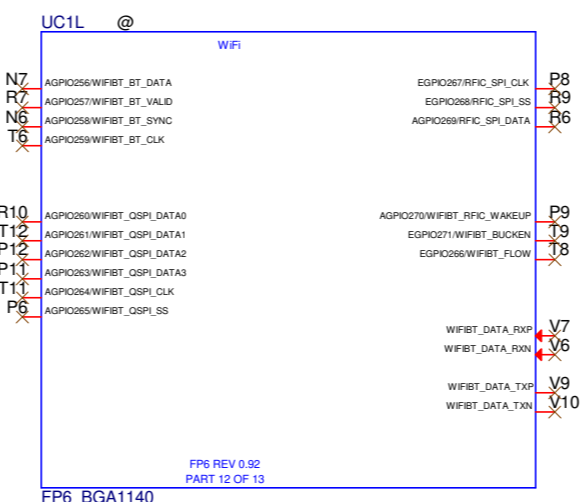 UC1L @
WiFi
N7 AGPIO256/WIFIBT_BT_DATA EGPIO267/RFIC_SPI_CLK P8
R7 AGPIO257/WIFIBT_BT_VALID EGPIO268/RFIC_SPI_SS R9
N6 AGPIO258/WIFIBT_BT_SYNC AGPIO269/RFIC_SPI_DATA R6
T6 AGPIO259/WIFIBT_BT_CLK
R10 AGPIO260/WIFIBT_QSPI_DATA0 AGPIO270/WIFIBT_RFIC_WAKEUP P9
T12 AGPIO261/WIFIBT_QSPI_DATA1 EGPIO271/WIFIBT_BUCKEN T9
P12 AGPIO262/WIFIBT_QSPI_DATA2 EGPIO266/WIFIBT_FLOW T8
P11 AGPIO263/WIFIBT_QSPI_DATA3
T11 AGPIO264/WIFIBT_QSPI_CLK
P6 AGPIO265/WIFIBT_QSPI_SS
WIFIBT_DATA_RXP V7
WIFIBT_DATA_RXN V6
WIFIBT_DATA_TXP V9
WIFIBT_DATA_TXN V10
FP6 REV 0.92
PART 12 OF 13
FP6_BGA1140